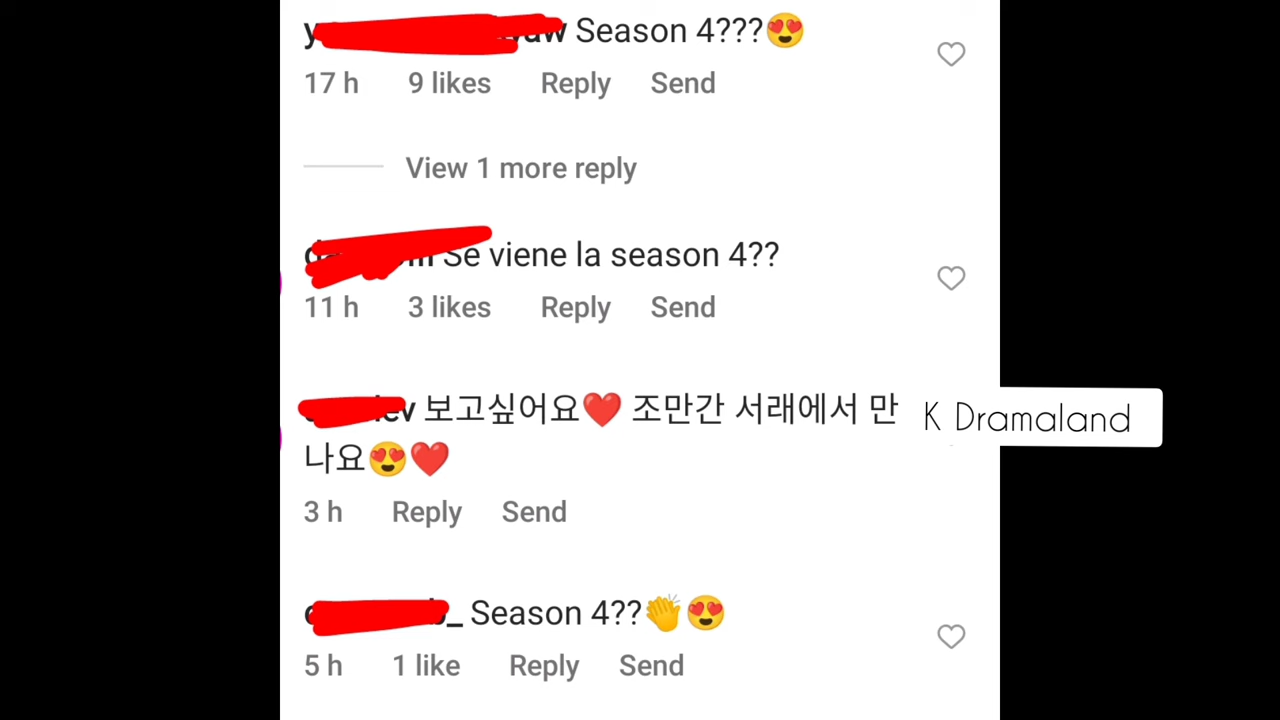 Season 4???😍
17 h 9 likes Reply Send
View 1 more reply
Se viene la season 4??
11 h 3 likes Reply Send
보고싶어요❤️ 조만간 서래에서 만
K Dramaland
나요😍❤️
3 h Reply Send
Season 4??👏😍
5 h 1 like Reply Send